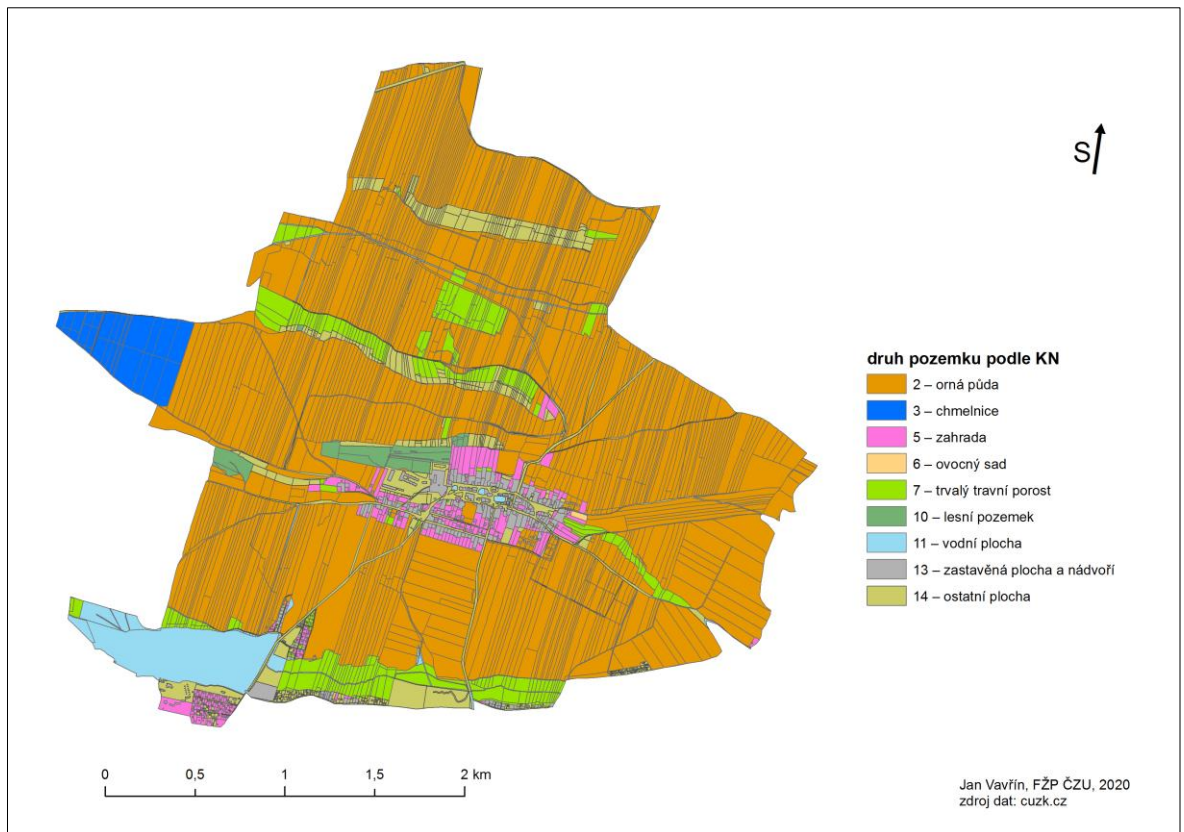 S
druh pozemku podle KN
2 – orná půda
3 – chmelnice
5 – zahrada
6 – ovocný sad
7 – trvalý travní porost
10 – lesní pozemek
11 – vodní plocha
13 – zastavěná plocha a nádvoří
14 – ostatní plocha
0 0,5 1 1,5 2 km
Jan Vavřín, FŽP ČZU, 2020
zdroj dat: cuzk.cz